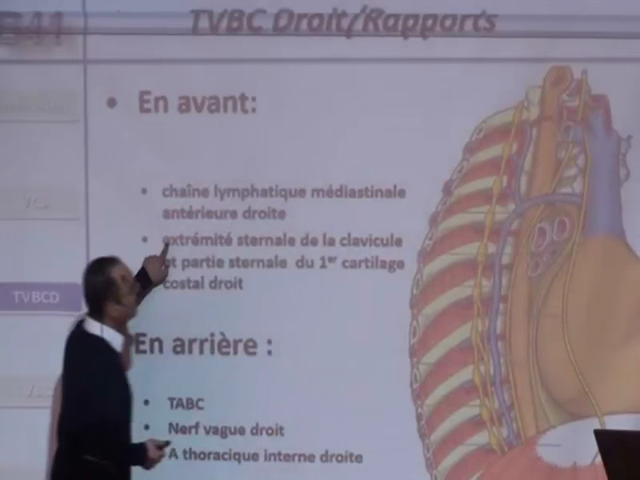 TVBC Droit/Rapports
• En avant:
• chaîne lymphatique médiastinale
antérieure droite
• extrémité sternale de la clavicule
et partie sternale du 1er cartilage
costal droit
TVBCD
En arrière :
• TABC
• Nerf vague droit
• A thoracique interne droite